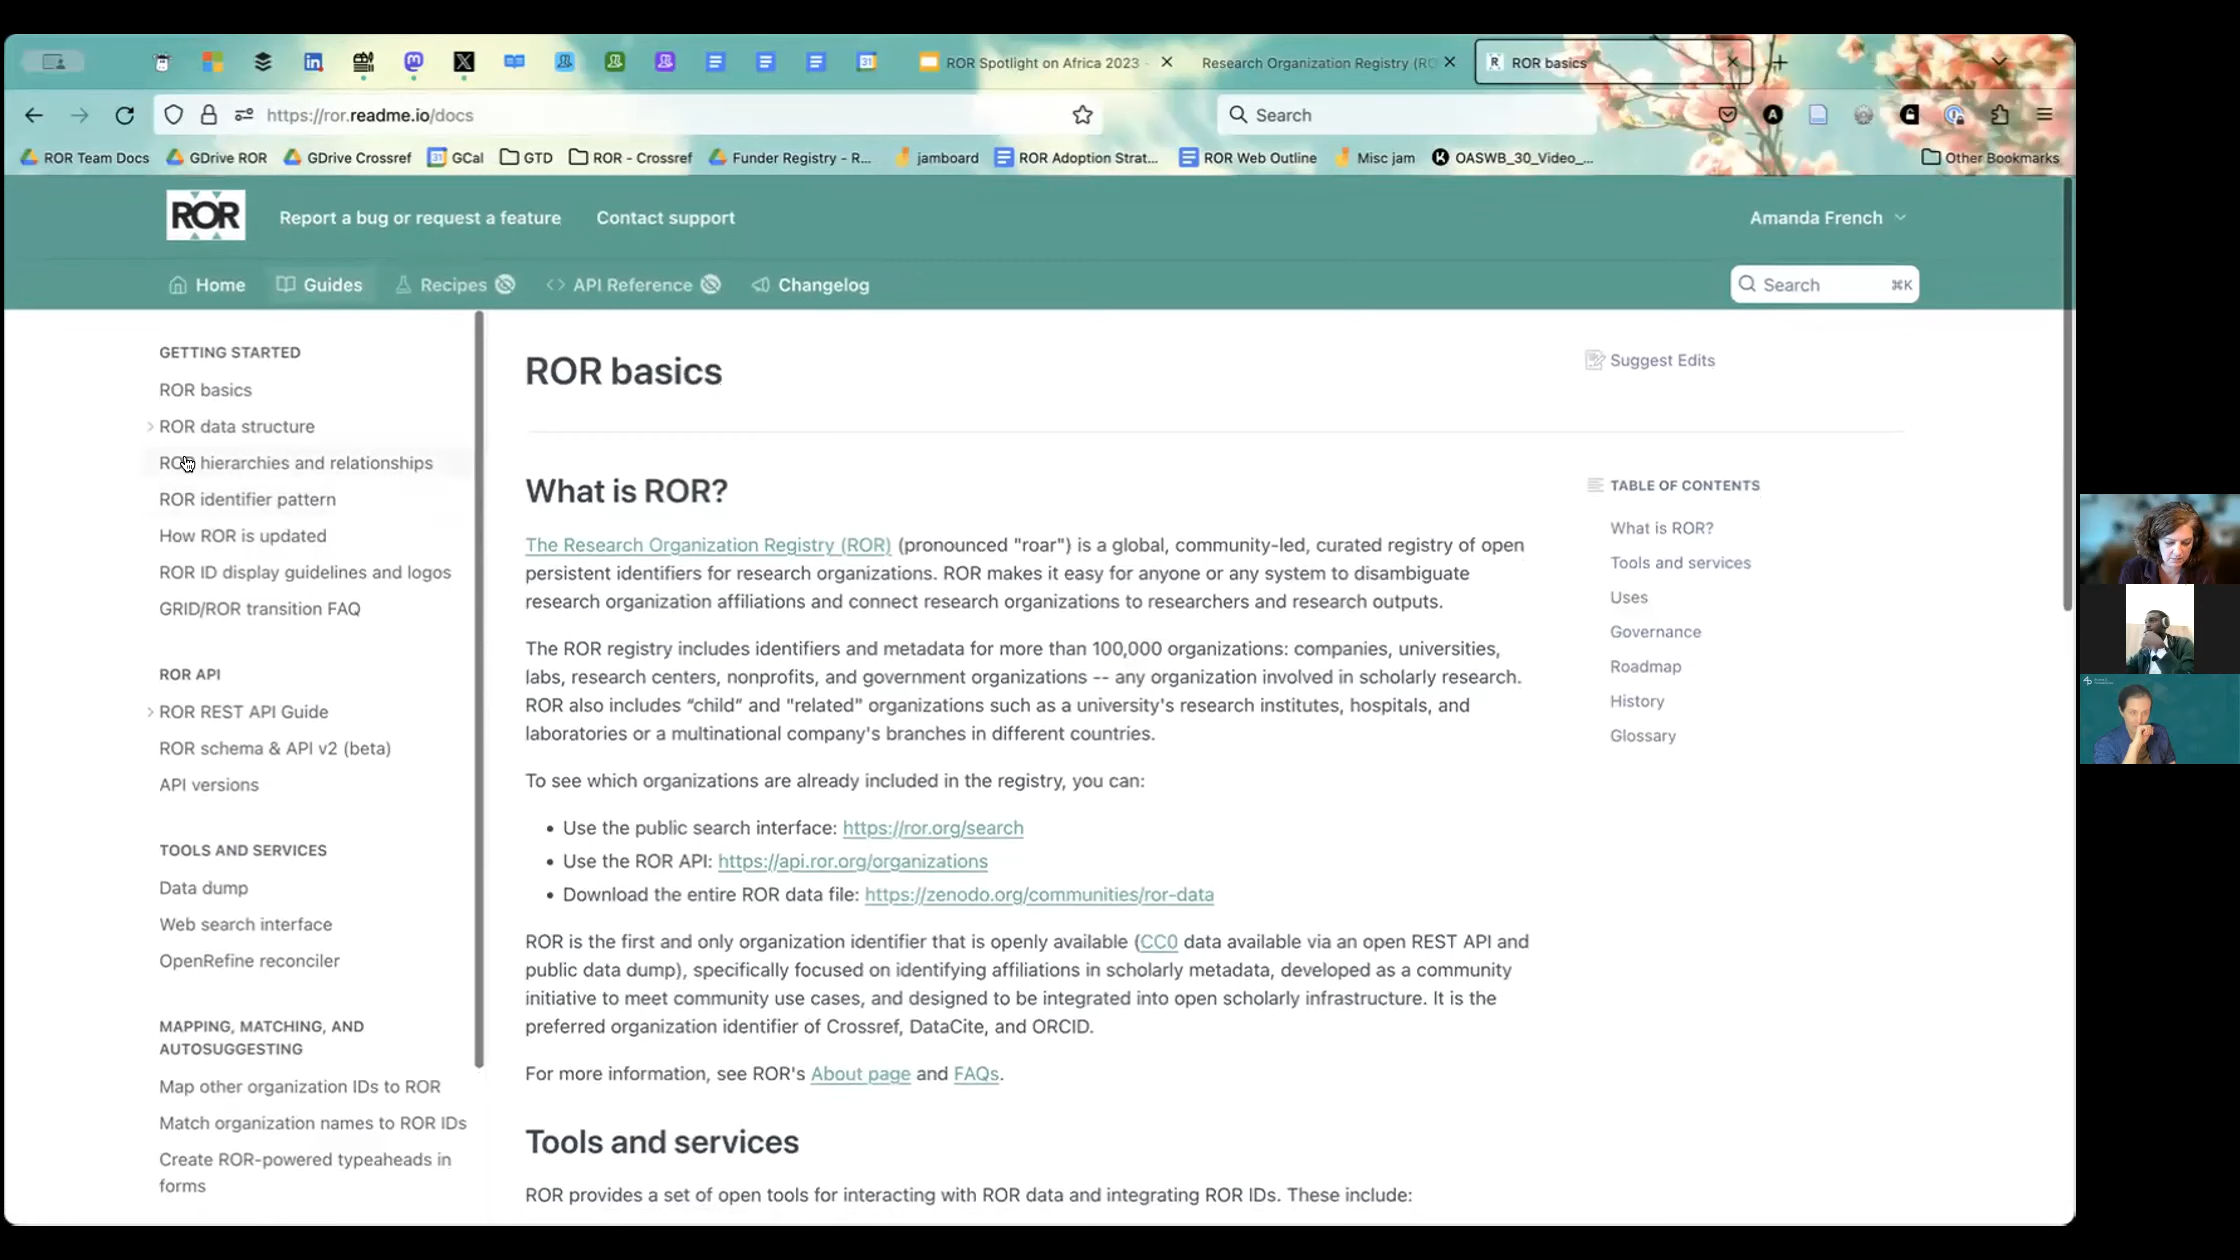 ROR Spotlight on Africa 2023
Research Organization Registry (RO
ROR basics
https://ror.readme.io/docs
Search
ROR Team Docs
GDrive ROR
GDrive Crossref
GCal
GTD
ROR - Crossref
Funder Registry - R...
jamboard
ROR Adoption Strat...
ROR Web Outline
Misc jam
OASWB_30_Video_...
Other Bookmarks
ROR
Report a bug or request a feature
Contact support
Amanda French
Home
Guides
Recipes
API Reference
Changelog
Search
⌘K
GETTING STARTED
ROR basics
ROR data structure
ROR hierarchies and relationships
ROR identifier pattern
How ROR is updated
ROR ID display guidelines and logos
GRID/ROR transition FAQ
ROR API
ROR REST API Guide
ROR schema & API v2 (beta)
API versions
TOOLS AND SERVICES
Data dump
Web search interface
OpenRefine reconciler
MAPPING, MATCHING, AND
AUTOSUGGESTING
Map other organization IDs to ROR
Match organization names to ROR IDs
Create ROR-powered typeaheads in
forms
ROR basics
What is ROR?
The Research Organization Registry (ROR) (pronounced "roar") is a global, community-led, curated registry of open
persistent identifiers for research organizations. ROR makes it easy for anyone or any system to disambiguate
research organization affiliations and connect research organizations to researchers and research outputs.
The ROR registry includes identifiers and metadata for more than 100,000 organizations: companies, universities,
labs, research centers, nonprofits, and government organizations -- any organization involved in scholarly research.
ROR also includes “child” and "related" organizations such as a university's research institutes, hospitals, and
laboratories or a multinational company's branches in different countries.
To see which organizations are already included in the registry, you can:
• Use the public search interface: https://ror.org/search
• Use the ROR API: https://api.ror.org/organizations
• Download the entire ROR data file: https://zenodo.org/communities/ror-data
ROR is the first and only organization identifier that is openly available (CC0 data available via an open REST API and
public data dump), specifically focused on identifying affiliations in scholarly metadata, developed as a community
initiative to meet community use cases, and designed to be integrated into open scholarly infrastructure. It is the
preferred organization identifier of Crossref, DataCite, and ORCID.
For more information, see ROR's About page and FAQs.
Tools and services
ROR provides a set of open tools for interacting with ROR data and integrating ROR IDs. These include:
Suggest Edits
TABLE OF CONTENTS
What is ROR?
Tools and services
Uses
Governance
Roadmap
History
Glossary